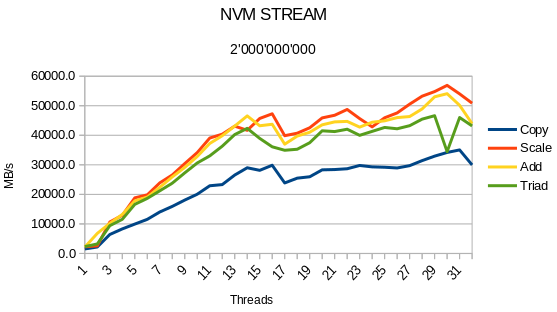 NVM STREAM
2'000'000'000
60000.0
50000.0
40000.0
30000.0
20000.0
10000.0
0.0
MB/s
Copy
Scale
Add
Triad
1 3 5 7 9 11 13 15 17 19 21 23 25 27 29 31
Threads